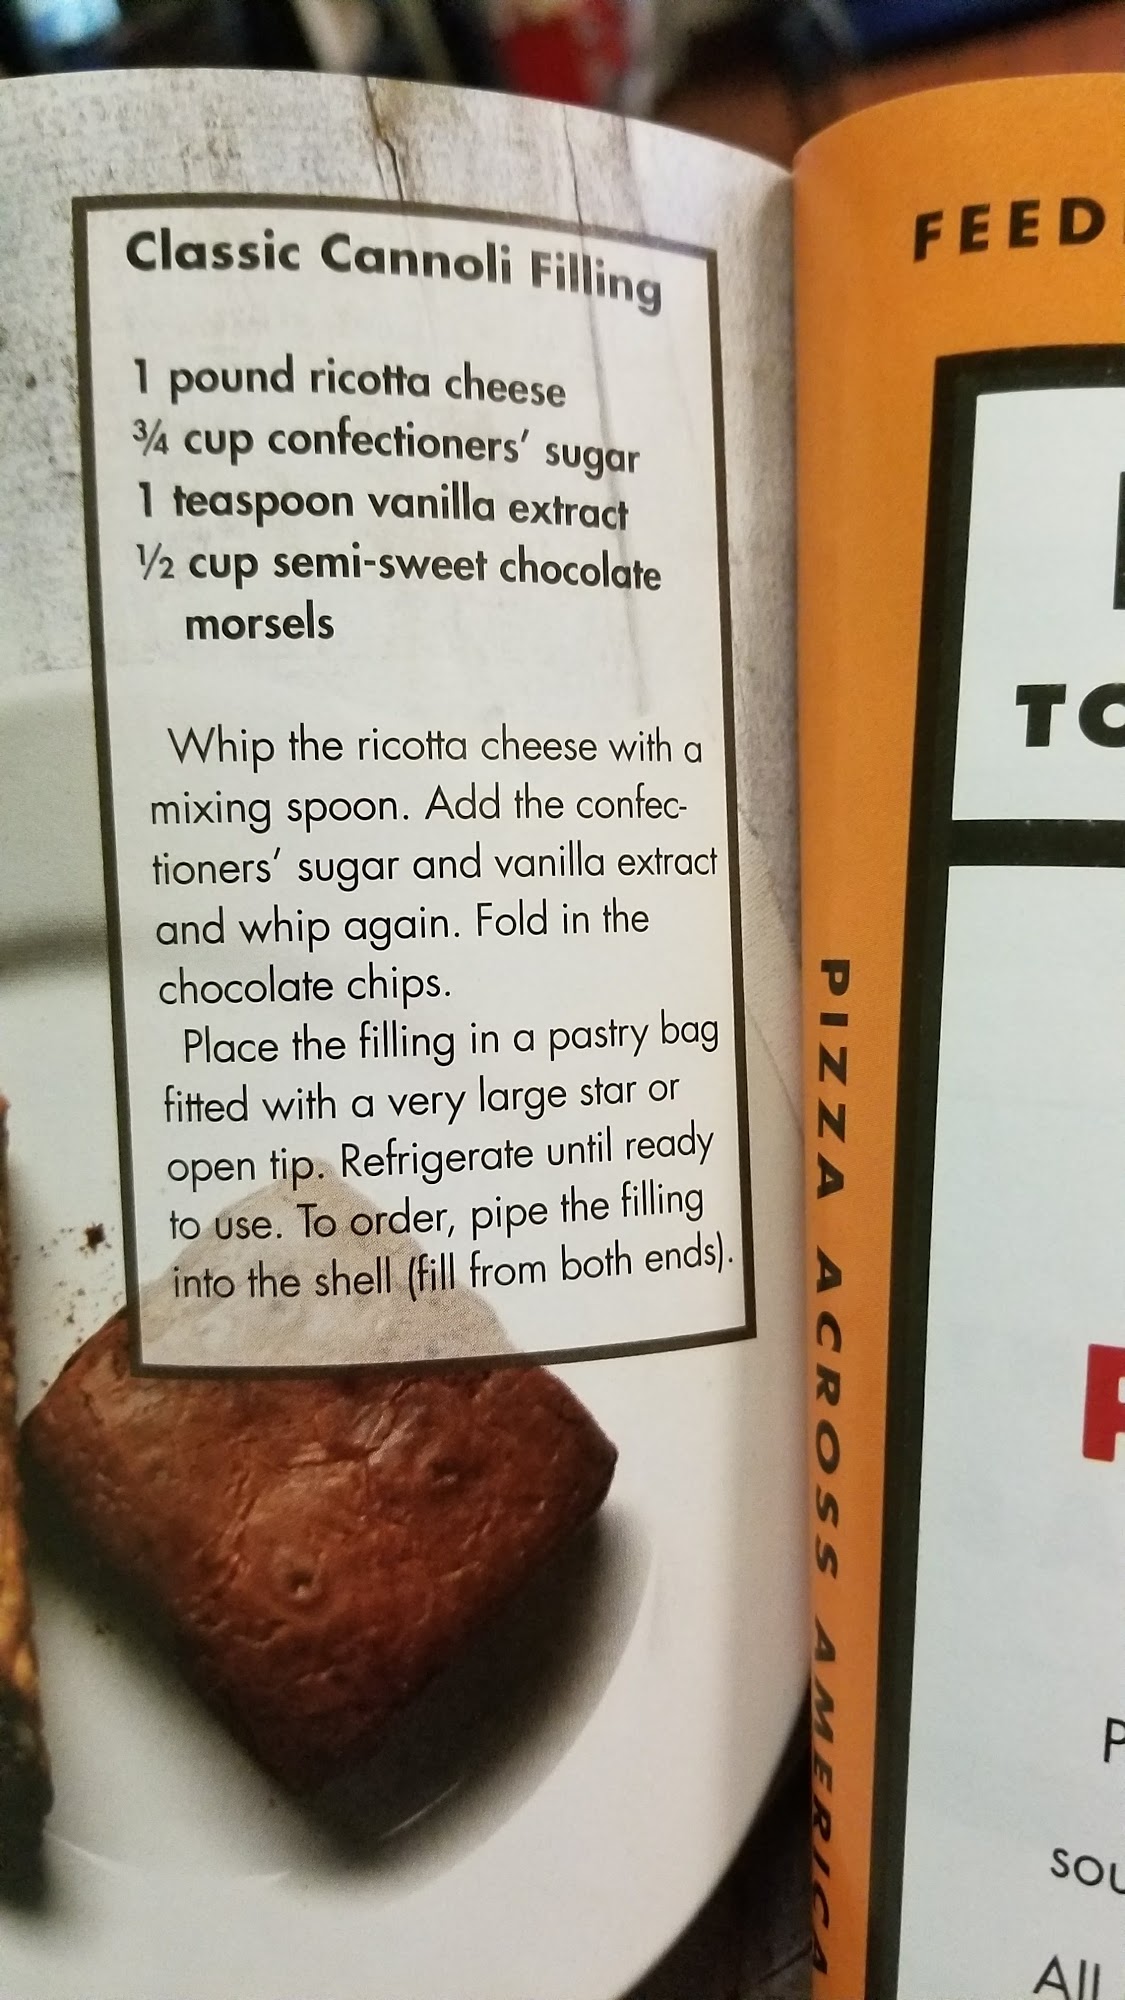 Classic Cannoli Filling
1 pound ricotta cheese
¾ cup confectioners' sugar
1 teaspoon vanilla extract
½ cup semi-sweet chocolate
morsels
Whip the ricotta cheese with a
mixing spoon. Add the confec-
tioners' sugar and vanilla extract
and whip again. Fold in the
chocolate chips.
Place the filling in a pastry bag
fitted with a very large star or
open tip. Refrigerate until ready
to use. To order, pipe the filling
into the shell (fill from both ends).
PIZZA ACROSS AMERICA
FEED
TO
All